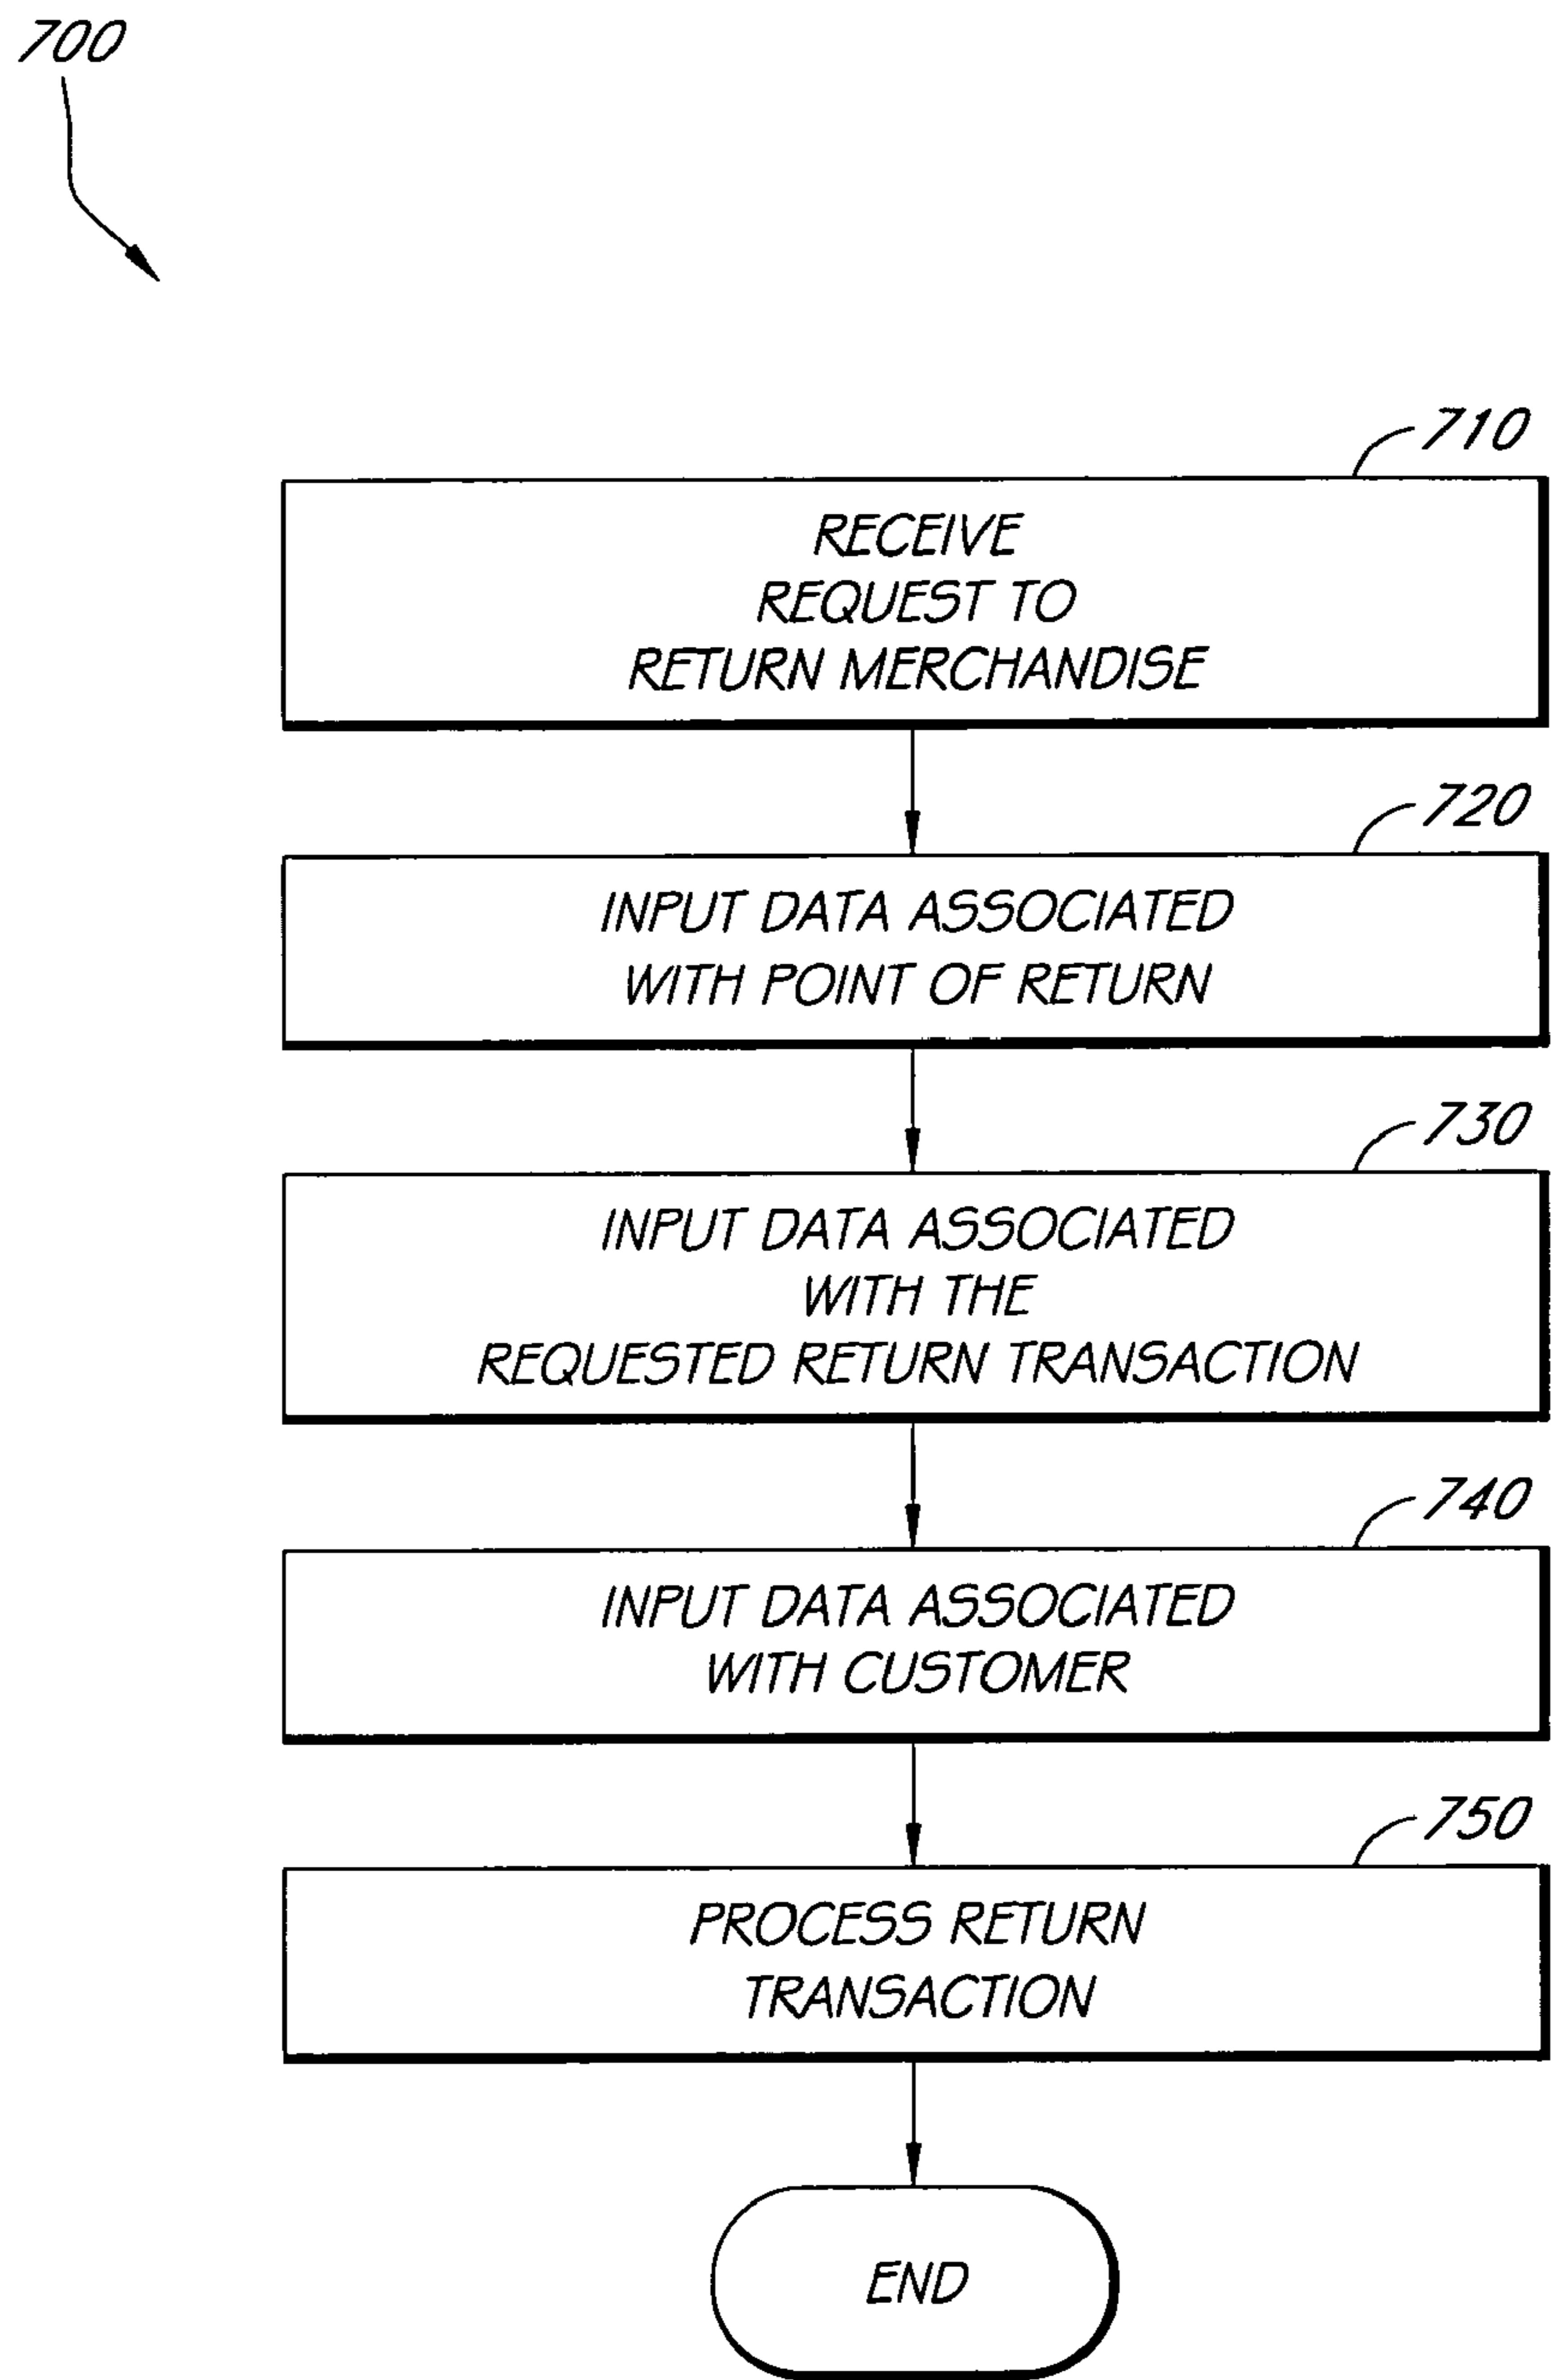 700
710
RECEIVE
REQUEST TO
RETURN MERCHANDISE
720
INPUT DATA ASSOCIATED
WITH POINT OF RETURN
730
INPUT DATA ASSOCIATED
WITH THE
REQUESTED RETURN TRANSACTION
740
INPUT DATA ASSOCIATED
WITH CUSTOMER
750
PROCESS RETURN
TRANSACTION
END